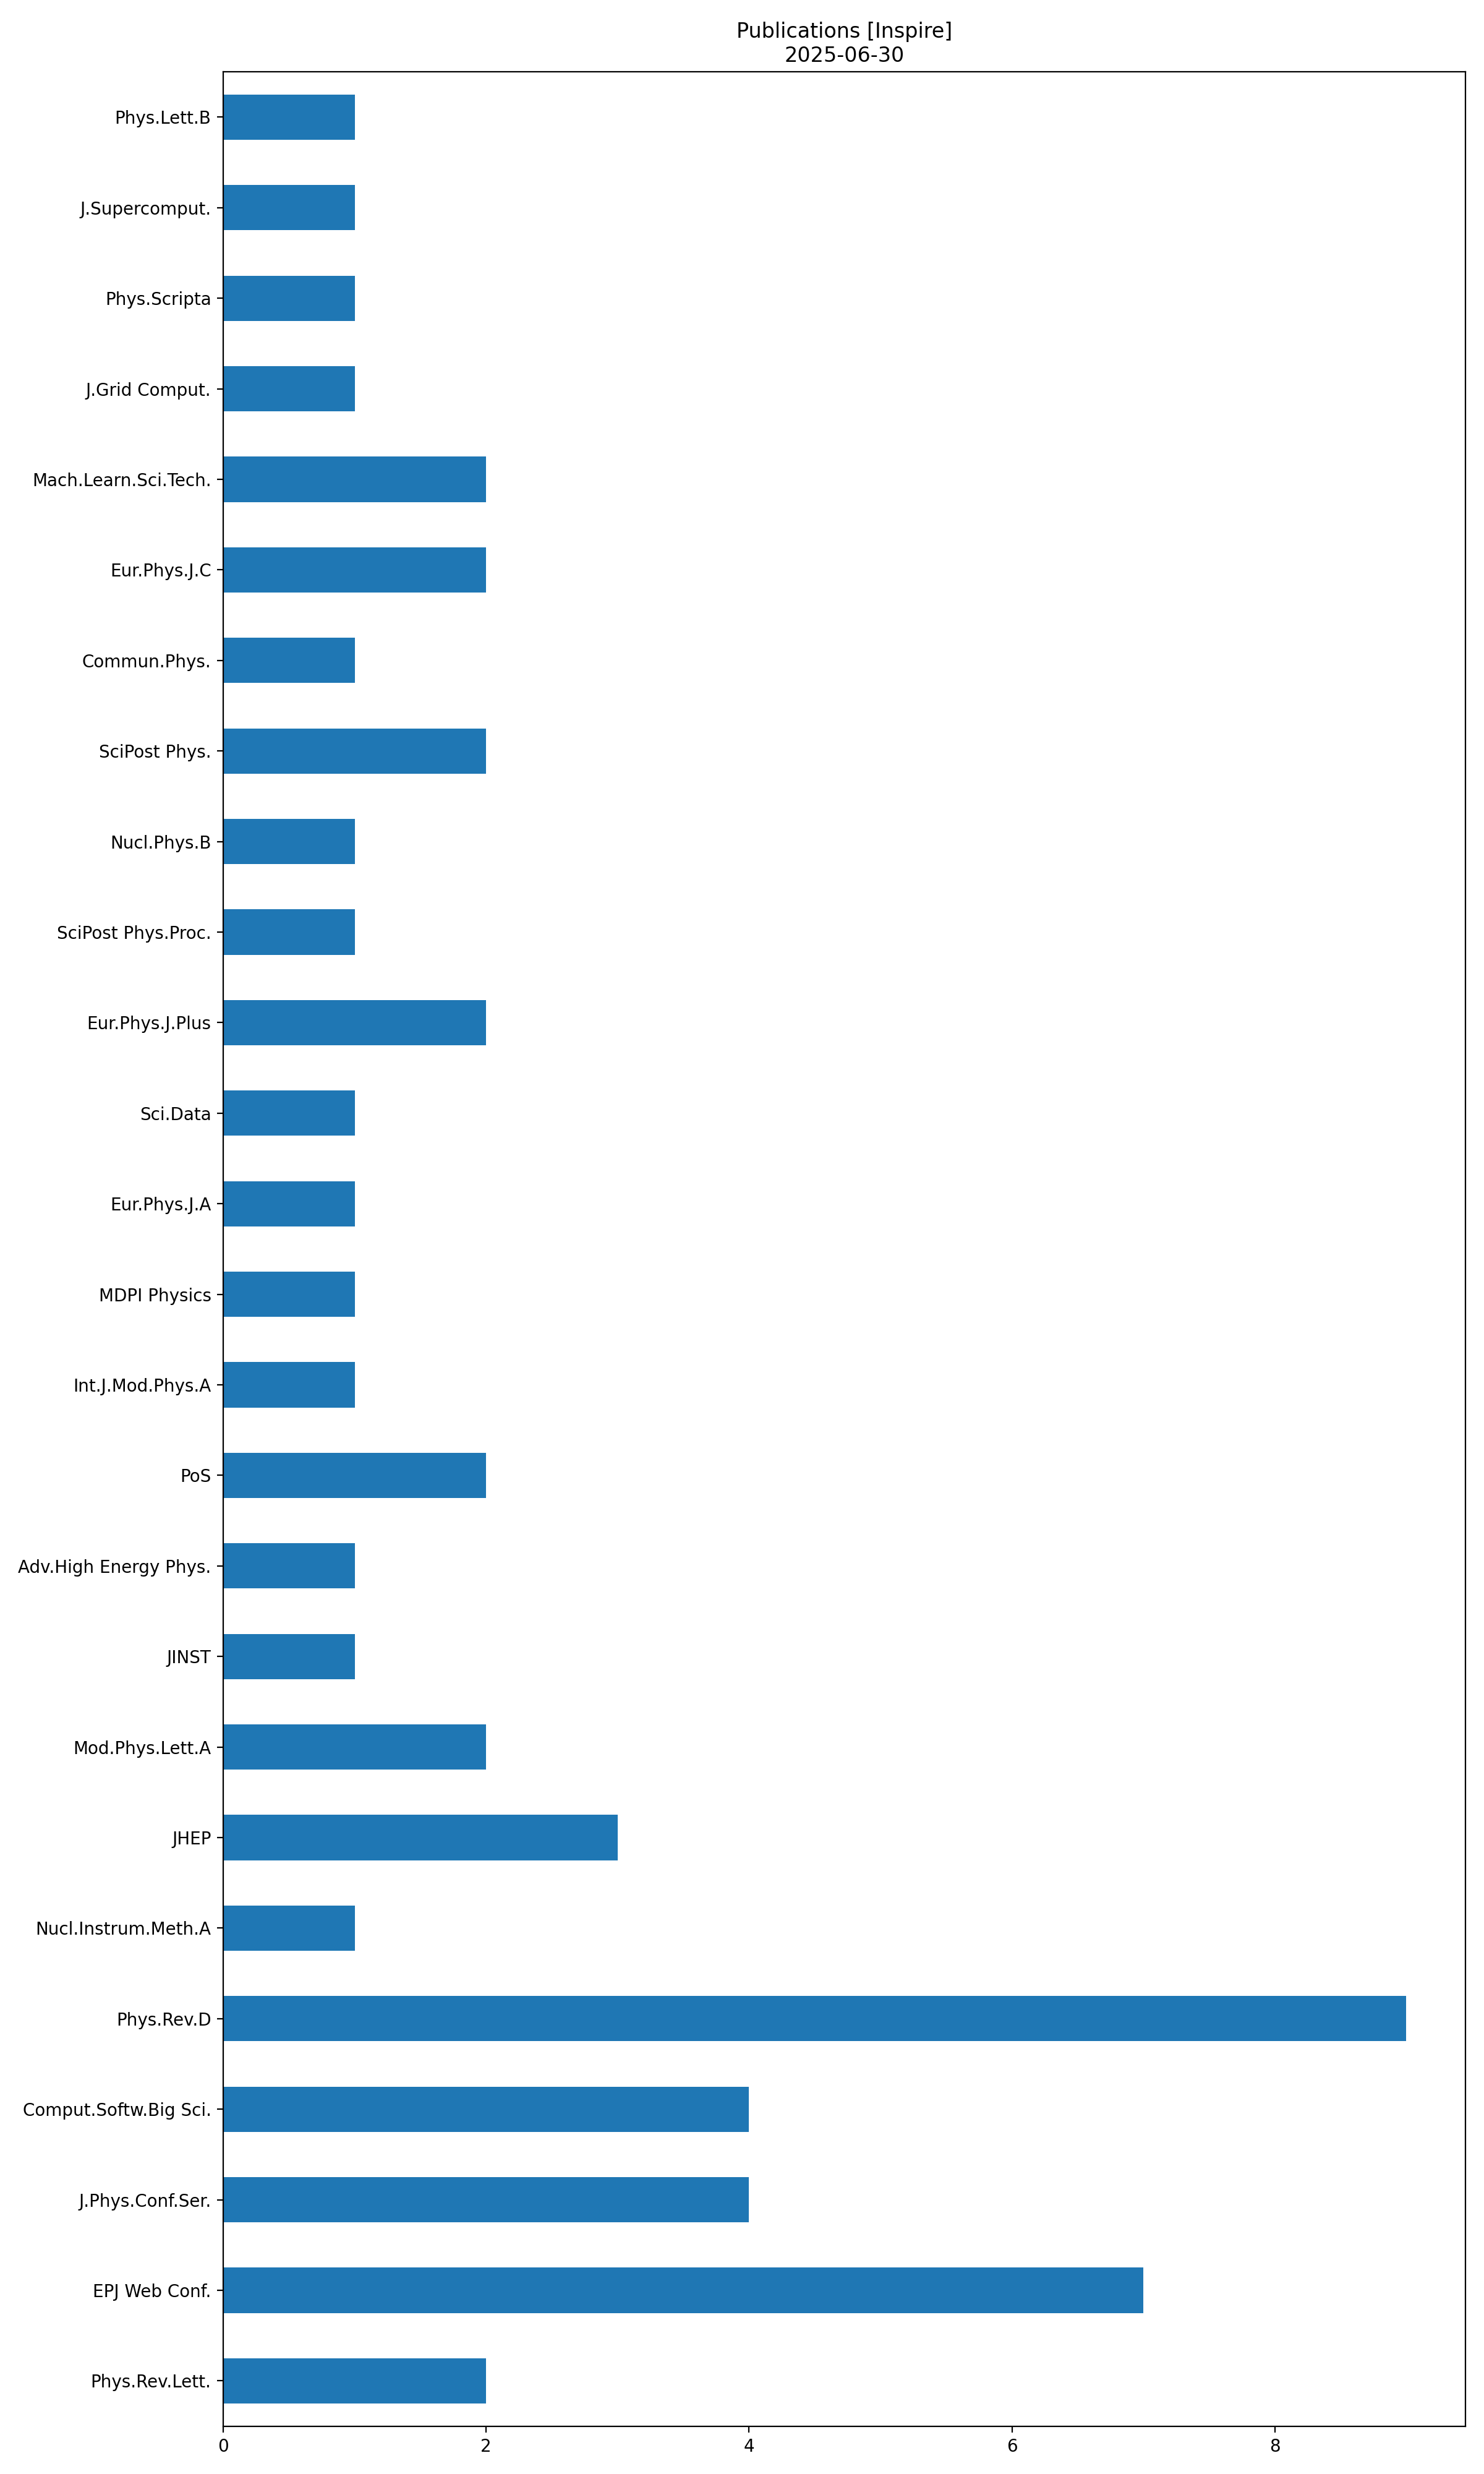 Publications [Inspire]
2025-06-30
Phys.Lett.B
J.Supercomput.
Phys.Scripta
J.Grid Comput.
Mach.Learn.Sci.Tech.
Eur.Phys.J.C
Commun.Phys.
SciPost Phys.
Nucl.Phys.B
SciPost Phys.Proc.
Eur.Phys.J.Plus
Sci.Data
Eur.Phys.J.A
MDPI Physics
Int.J.Mod.Phys.A
PoS
Adv.High Energy Phys.
JINST
Mod.Phys.Lett.A
JHEP
Nucl.Instrum.Meth.A
Phys.Rev.D
Comput.Softw.Big Sci.
J.Phys.Conf.Ser.
EPJ Web Conf.
Phys.Rev.Lett.
0 2 4 6 8